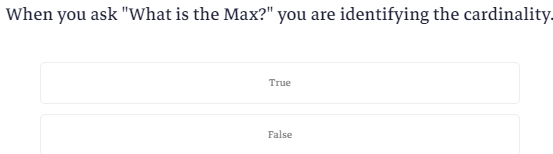 When you ask "What is the Max?" you are identifying the cardinality.
True
False